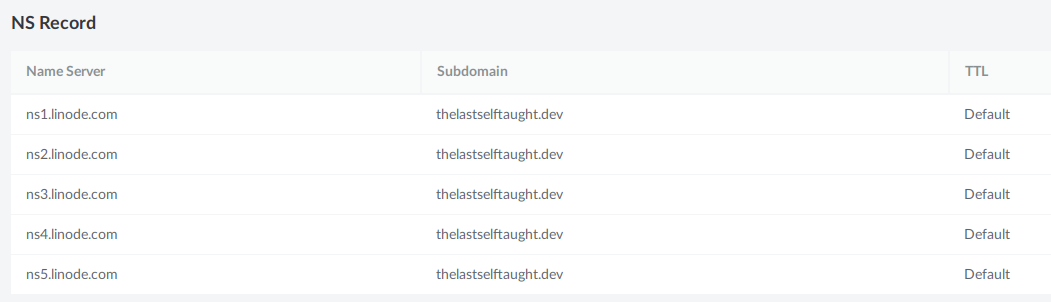 NS Record
Name Server Subdomain TTL
ns1.linode.com thelastselftaught.dev Default
ns2.linode.com thelastselftaught.dev Default
ns3.linode.com thelastselftaught.dev Default
ns4.linode.com thelastselftaught.dev Default
ns5.linode.com thelastselftaught.dev Default